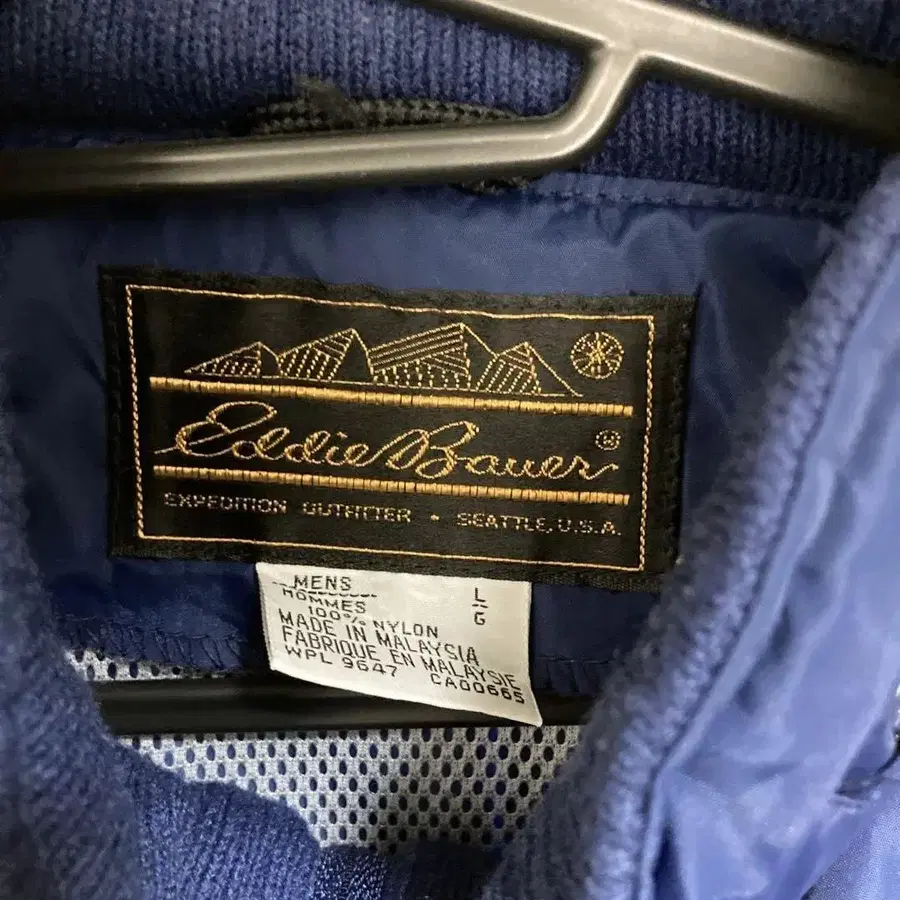 Eddie Bauer®
EXPEDITION OUTFITTER • SEATTLE, U.S.A.
MENS L
HOMMES G
100% NYLON
MADE IN MALAYSIA
FABRIQUE EN MALAYSIE
WPL 9647 CA00665